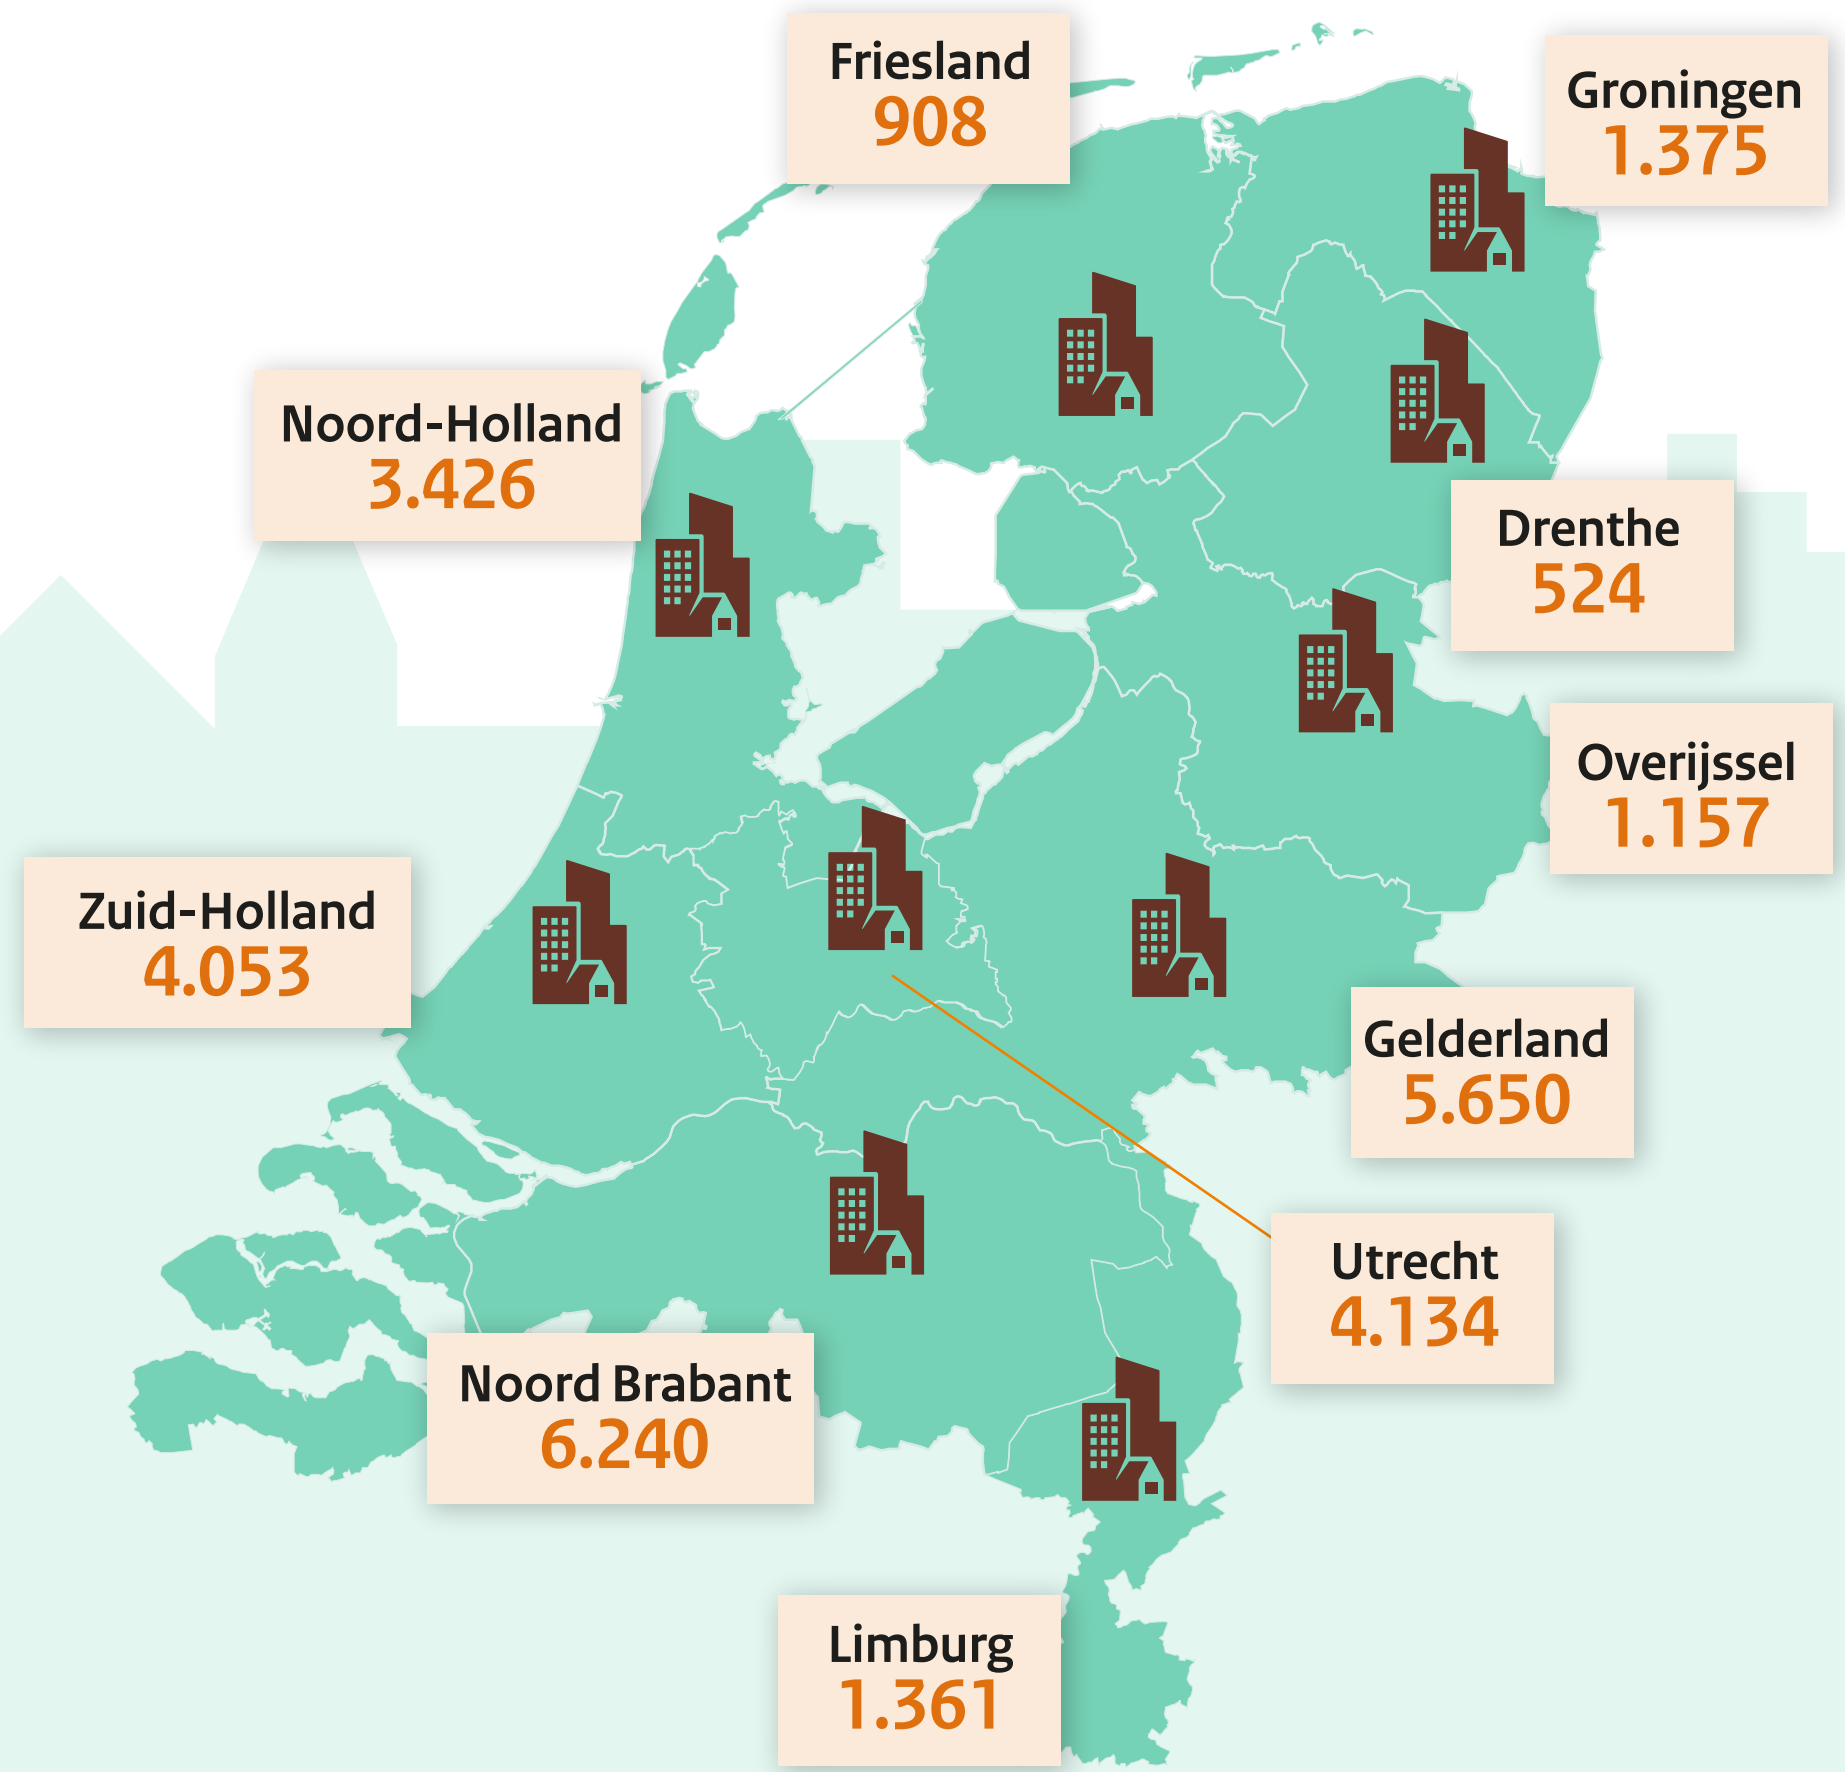 Friesland
908
Groningen
1.375
Noord-Holland
3.426
Drenthe
524
Overijssel
1.157
Zuid-Holland
4.053
Gelderland
5.650
Utrecht
4.134
Noord Brabant
6.240
Limburg
1.361